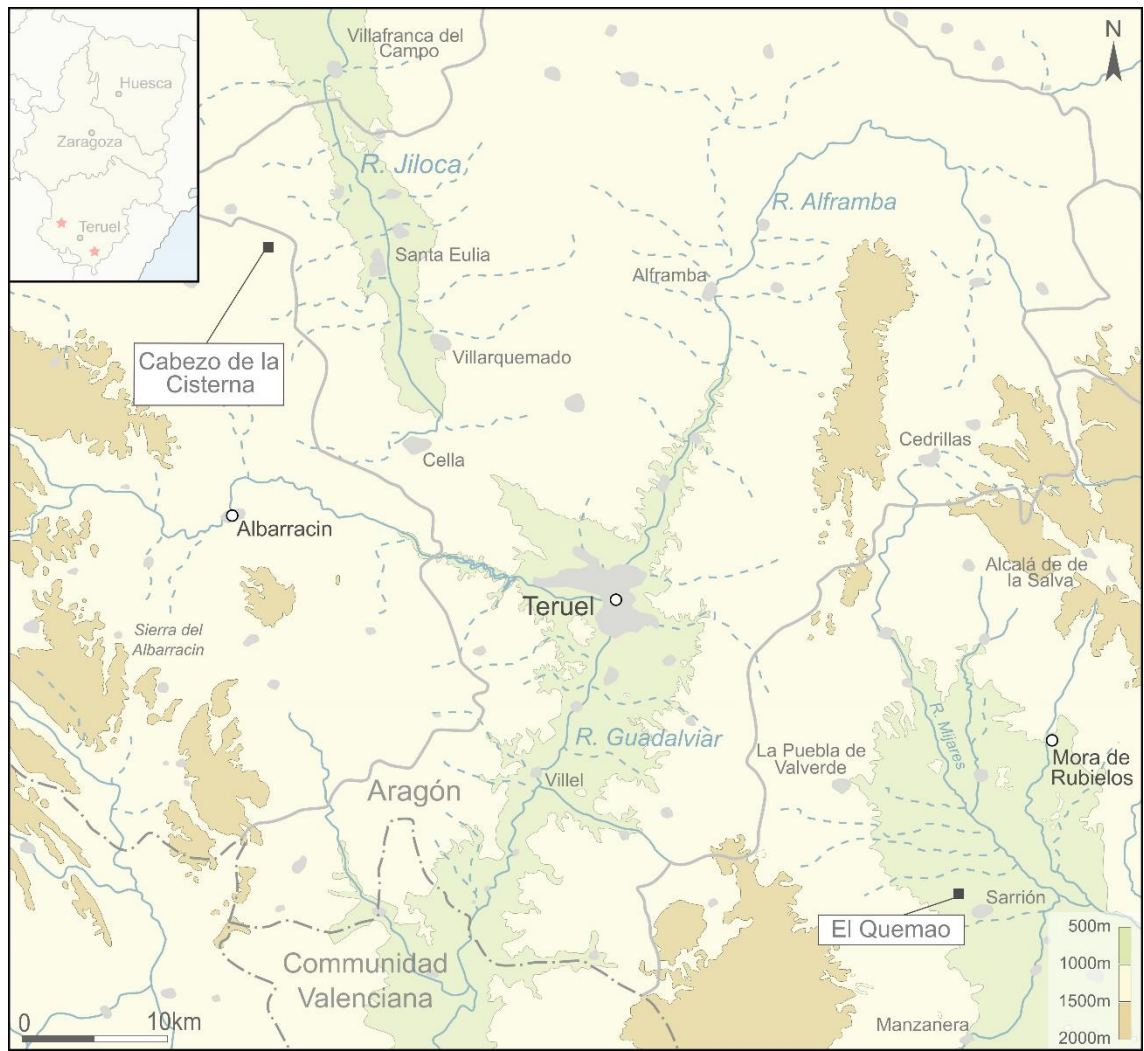 Villafranca del
Campo
N
Huesca
Zaragoza
Teruel
R. Jiloca
R. Alframba
Santa Eulia
Alframba
Cabezo de la
Cisterna
Villarquemado
Cedrillas
Cella
Albarracin
Alcalá de de
la Salva
Teruel
Sierra del
Albarracin
R. Mijares
R. Guadalviar
La Puebla de
Valverde
Mora de
Rubielos
Villel
Aragón
Sarrión
El Quemao
500m
1000m
1500m
2000m
Communidad
Valenciana
0 10km
Manzanera